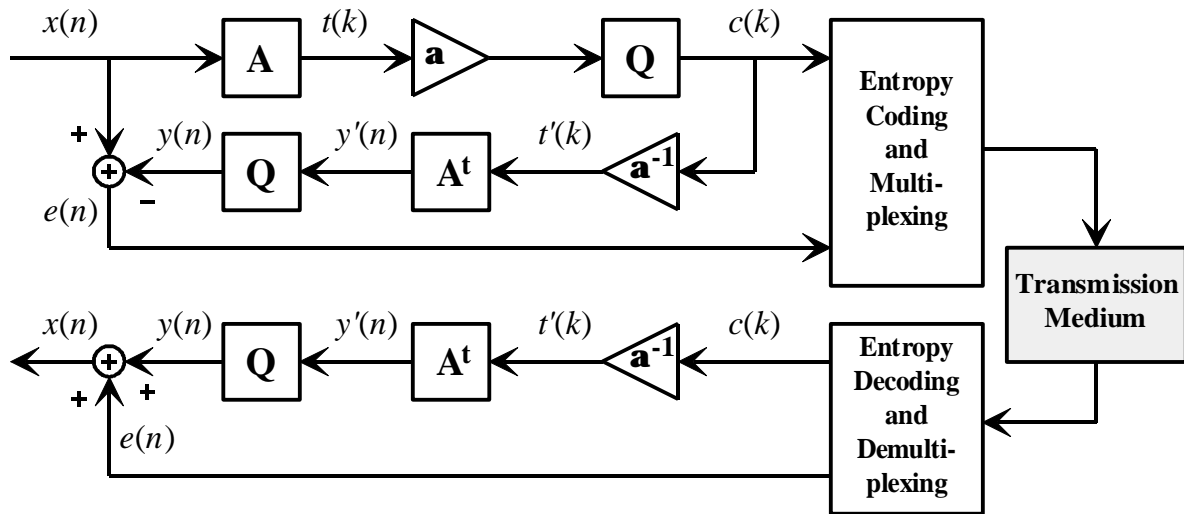 x(n) t(k) c(k)
A a Q
Entropy
Coding
and
Multi-
plexing
+ y(n) y'(n) t'(k)
+ Q Aᵗ a⁻¹
−
e(n)
Transmission
Medium
x(n) y(n) y'(n) t'(k) c(k)
+ Q Aᵗ a⁻¹
+ +
e(n)
Entropy
Decoding
and
Demulti-
plexing